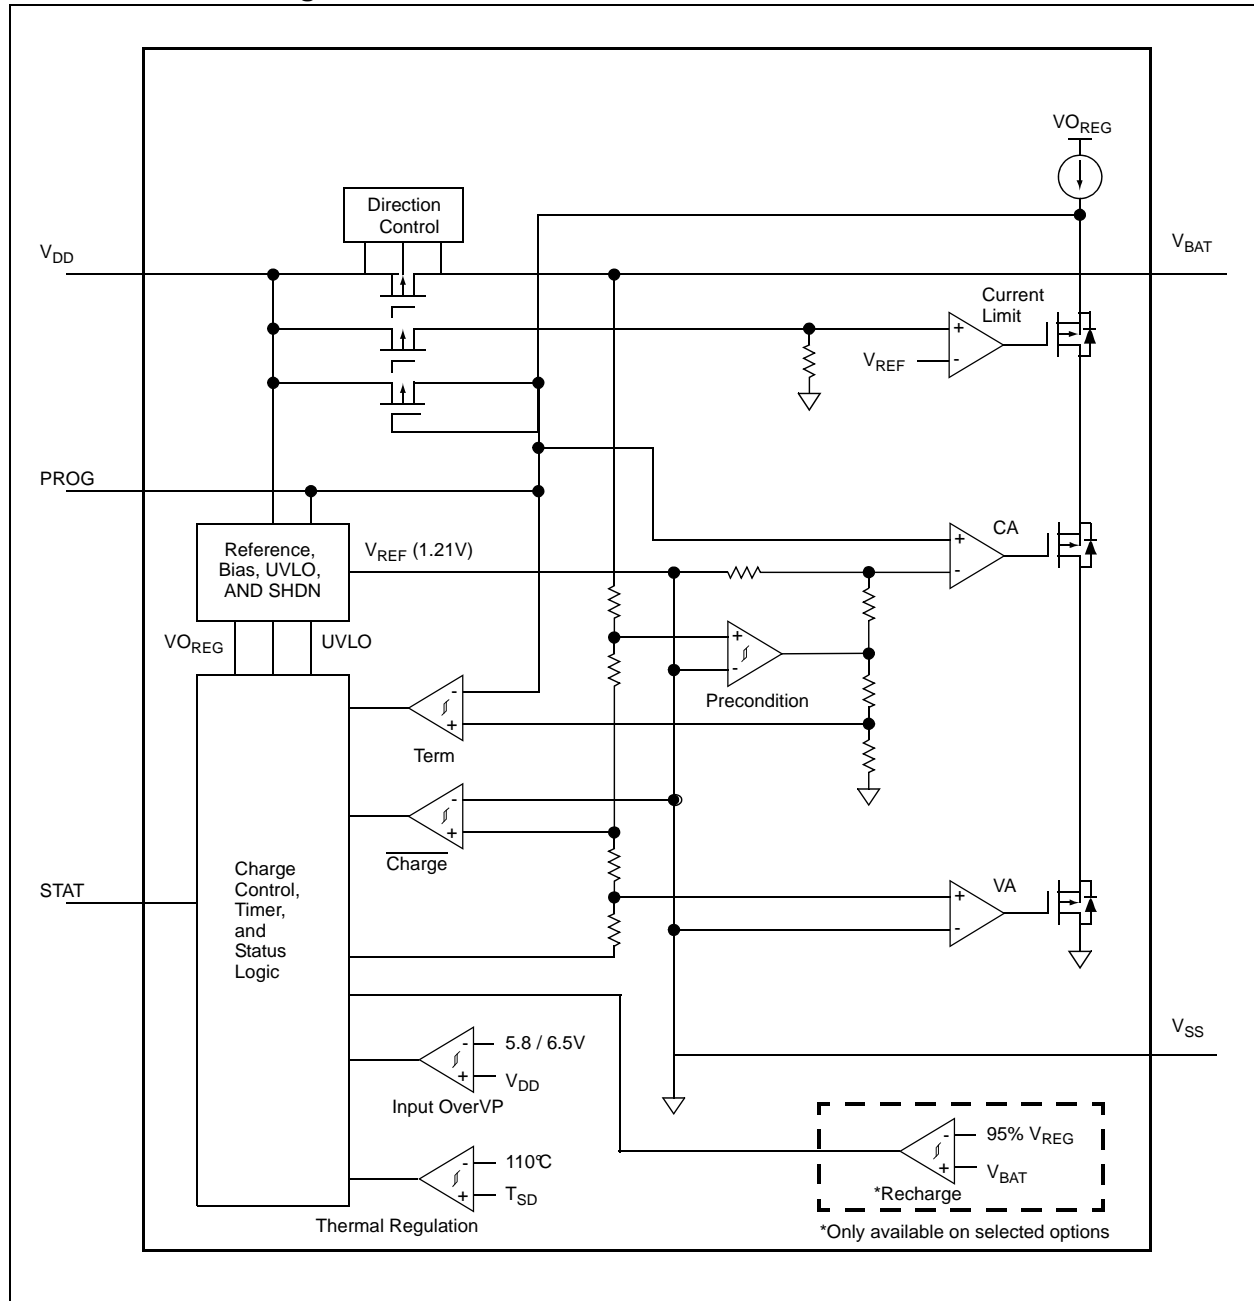 VOREG
Direction
Control
VDD
VBAT
Current
Limit
+
VREF
-
PROG
CA
Reference,
Bias, UVLO,
AND SHDN
VREF (1.21V)
+
-
VOREG
UVLO
+
-
Precondition
-
+
Term
-
+
Charge
Charge
Control,
Timer,
and
Status
Logic
STAT
VA
+
-
VSS
- 5.8 / 6.5V
+ VDD
Input OverVP
- 95% VREG
+ VBAT
*Recharge
- 110°C
+ TSD
Thermal Regulation
*Only available on selected options